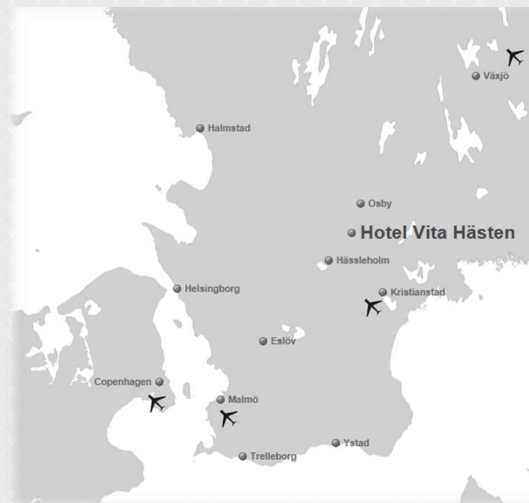 Växjö
Halmstad
Osby
Hotel Vita Hästen
Hässleholm
Helsingborg
Kristianstad
Eslöv
Copenhagen
Malmö
Ystad
Trelleborg